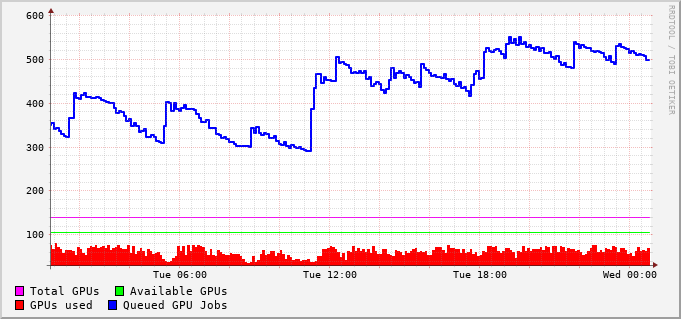 600
500
400
300
200
100
Tue 06:00 Tue 12:00 Tue 18:00 Wed 00:00
Total GPUs Available GPUs
GPUs used Queued GPU Jobs
RRDTOOL / TOBI OETIKER